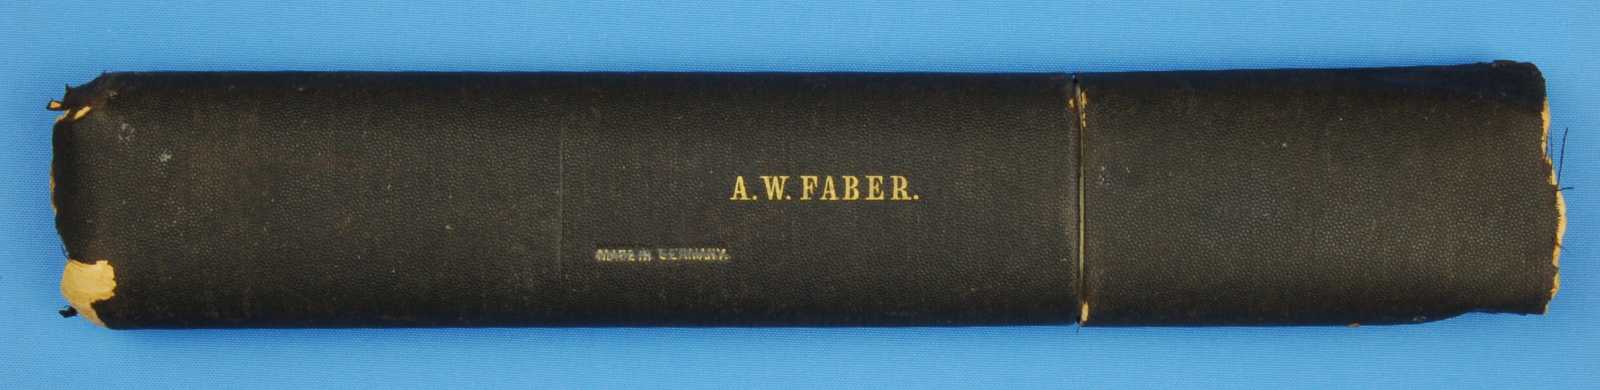 A.W. FABER.
MADE IN GERMANY.